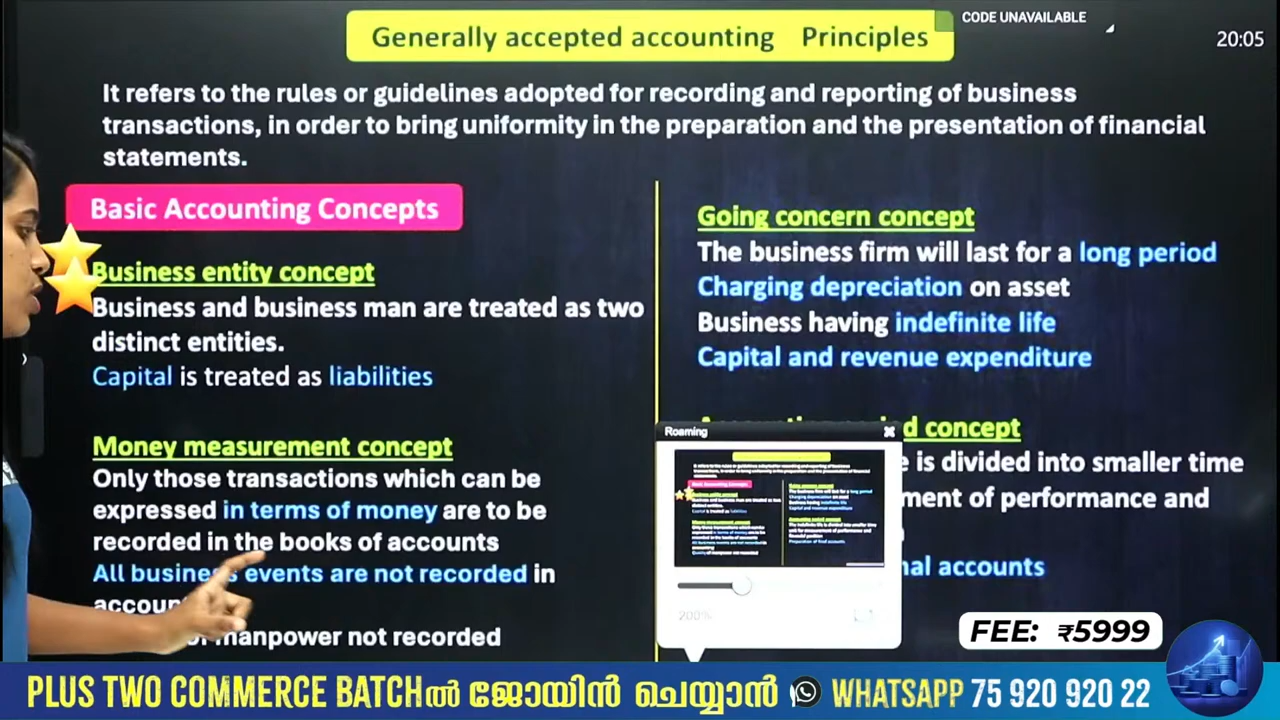 Generally accepted accounting Principles
CODE UNAVAILABLE
20:05
It refers to the rules or guidelines adopted for recording and reporting of business
transactions, in order to bring uniformity in the preparation and the presentation of financial
statements.
Basic Accounting Concepts
Business entity concept
Business and business man are treated as two
distinct entities.
Capital is treated as liabilities
Money measurement concept
Only those transactions which can be
expressed in terms of money are to be
recorded in the books of accounts
All business events are not recorded in
manpower not recorded
Going concern concept
The business firm will last for a long period
Charging depreciation on asset
Business having indefinite life
Capital and revenue expenditure
concept
is divided into smaller time
of performance and
accounts
Roaming
Basic Accounting Concepts
200%
FEE: ₹5999
PLUS TWO COMMERCE BATCHൽ ജോയിൻ ചെയ്യാൻ WHATSAPP 75 920 920 22